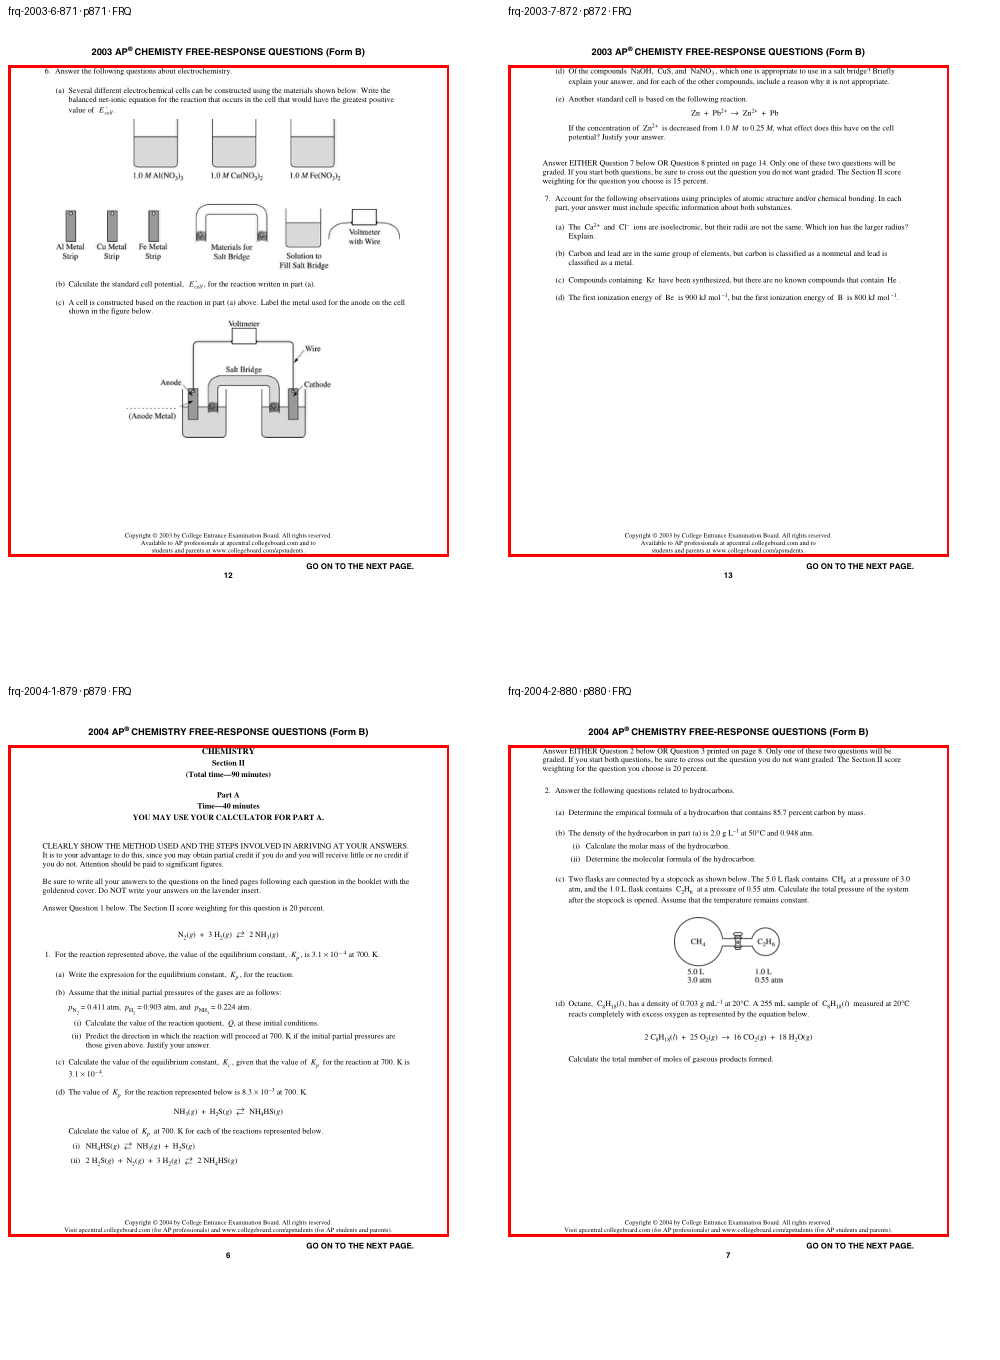 frq-2003-6-871 · p871 · FRQ
2003 AP® CHEMISTY FREE-RESPONSE QUESTIONS (Form B)
6. Answer the following questions about electrochemistry.
(a) Several different electrochemical cells can be constructed using the materials shown below. Write the
balanced net-ionic equation for the reaction that occurs in the cell that would have the greatest positive
value of E°cell.
1.0 M Al(NO3)3 1.0 M Cu(NO3)2 1.0 M Fe(NO3)2
Al Metal Strip
Cu Metal Strip
Fe Metal Strip
Materials for Salt Bridge
Solution to Fill Salt Bridge
Voltmeter with Wire
(b) Calculate the standard cell potential, E°cell, for the reaction written in part (a).
(c) A cell is constructed based on the reaction in part (a) above. Label the metal used for the anode on the cell
shown in the figure below.
Voltmeter
Wire
Salt Bridge
Anode
Cathode
(Anode Metal)
Copyright © 2003 by College Entrance Examination Board. All rights reserved.
Available to AP professionals at apcentral.collegeboard.com and to
students and parents at www.collegeboard.com/apstudents.
GO ON TO THE NEXT PAGE.
12
frq-2003-7-872 · p872 · FRQ
2003 AP® CHEMISTY FREE-RESPONSE QUESTIONS (Form B)
(d) Of the compounds NaOH, CuS, and NaNO3, which one is appropriate to use in a salt bridge? Briefly
explain your answer, and for each of the other compounds, include a reason why it is not appropriate.
(e) Another standard cell is based on the following reaction.
Zn + Pb2+ → Zn2+ + Pb
If the concentration of Zn2+ is decreased from 1.0 M to 0.25 M, what effect does this have on the cell
potential? Justify your answer.
Answer EITHER Question 7 below OR Question 8 printed on page 14. Only one of these two questions will be
graded. If you start both questions, be sure to cross out the question you do not want graded. The Section II score
weighting for the question you choose is 15 percent.
7. Account for the following observations using principles of atomic structure and/or chemical bonding. In each
part, your answer must include specific information about both substances.
(a) The Ca2+ and Cl− ions are isoelectronic, but their radii are not the same. Which ion has the larger radius?
Explain.
(b) Carbon and lead are in the same group of elements, but carbon is classified as a nonmetal and lead is
classified as a metal.
(c) Compounds containing Kr have been synthesized, but there are no known compounds that contain He.
(d) The first ionization energy of Be is 900 kJ mol−1, but the first ionization energy of B is 800 kJ mol−1.
Copyright © 2003 by College Entrance Examination Board. All rights reserved.
Available to AP professionals at apcentral.collegeboard.com and to
students and parents at www.collegeboard.com/apstudents.
GO ON TO THE NEXT PAGE.
13
frq-2004-1-879 · p879 · FRQ
2004 AP® CHEMISTRY FREE-RESPONSE QUESTIONS (Form B)
CHEMISTRY
Section II
(Total time—90 minutes)
Part A
Time—40 minutes
YOU MAY USE YOUR CALCULATOR FOR PART A.
CLEARLY SHOW THE METHOD USED AND THE STEPS INVOLVED IN ARRIVING AT YOUR ANSWERS.
It is to your advantage to do this, since you may obtain partial credit if you do and you will receive little or no credit if
you do not. Attention should be paid to significant figures.
Be sure to write all your answers to the questions on the lined pages following each question in the booklet with the
goldenrod cover. Do NOT write your answers on the lavender insert.
Answer Question 1 below. The Section II score weighting for this question is 20 percent.
N2(g) + 3 H2(g) ⇄ 2 NH3(g)
1. For the reaction represented above, the value of the equilibrium constant, Kp, is 3.1 × 10−4 at 700. K.
(a) Write the expression for the equilibrium constant, Kp, for the reaction.
(b) Assume that the initial partial pressures of the gases are as follows:
pN2 = 0.411 atm, pH2 = 0.903 atm, and pNH3 = 0.224 atm.
(i) Calculate the value of the reaction quotient, Q, at these initial conditions.
(ii) Predict the direction in which the reaction will proceed at 700. K if the initial partial pressures are
those given above. Justify your answer.
(c) Calculate the value of the equilibrium constant, Kc, given that the value of Kp for the reaction at 700. K is
3.1 × 10−4.
(d) The value of Kp for the reaction represented below is 8.3 × 10−3 at 700. K.
NH3(g) + H2S(g) ⇄ NH4HS(g)
Calculate the value of Kp at 700. K for each of the reactions represented below.
(i) NH4HS(g) ⇄ NH3(g) + H2S(g)
(ii) 2 H2S(g) + N2(g) + 3 H2(g) ⇄ 2 NH4HS(g)
Copyright © 2004 by College Entrance Examination Board. All rights reserved.
Visit apcentral.collegeboard.com (for AP professionals) and www.collegeboard.com/apstudents (for AP students and parents).
GO ON TO THE NEXT PAGE.
6
frq-2004-2-880 · p880 · FRQ
2004 AP® CHEMISTRY FREE-RESPONSE QUESTIONS (Form B)
Answer EITHER Question 2 below OR Question 3 printed on page 8. Only one of these two questions will be
graded. If you start both questions, be sure to cross out the question you do not want graded. The Section II score
weighting for the question you choose is 20 percent.
2. Answer the following questions related to hydrocarbons.
(a) Determine the empirical formula of a hydrocarbon that contains 85.7 percent carbon by mass.
(b) The density of the hydrocarbon in part (a) is 2.0 g L−1 at 50°C and 0.948 atm.
(i) Calculate the molar mass of the hydrocarbon.
(ii) Determine the molecular formula of the hydrocarbon.
(c) Two flasks are connected by a stopcock as shown below. The 5.0 L flask contains CH4 at a pressure of 3.0
atm, and the 1.0 L flask contains C2H6 at a pressure of 0.55 atm. Calculate the total pressure of the system
after the stopcock is opened. Assume that the temperature remains constant.
CH4 C2H6
5.0 L 1.0 L
3.0 atm 0.55 atm
(d) Octane, C8H18(l), has a density of 0.703 g mL−1 at 20°C. A 255 mL sample of C8H18(l) measured at 20°C
reacts completely with excess oxygen as represented by the equation below.
2 C8H18(l) + 25 O2(g) → 16 CO2(g) + 18 H2O(g)
Calculate the total number of moles of gaseous products formed.
Copyright © 2004 by College Entrance Examination Board. All rights reserved.
Visit apcentral.collegeboard.com (for AP professionals) and www.collegeboard.com/apstudents (for AP students and parents).
GO ON TO THE NEXT PAGE.
7